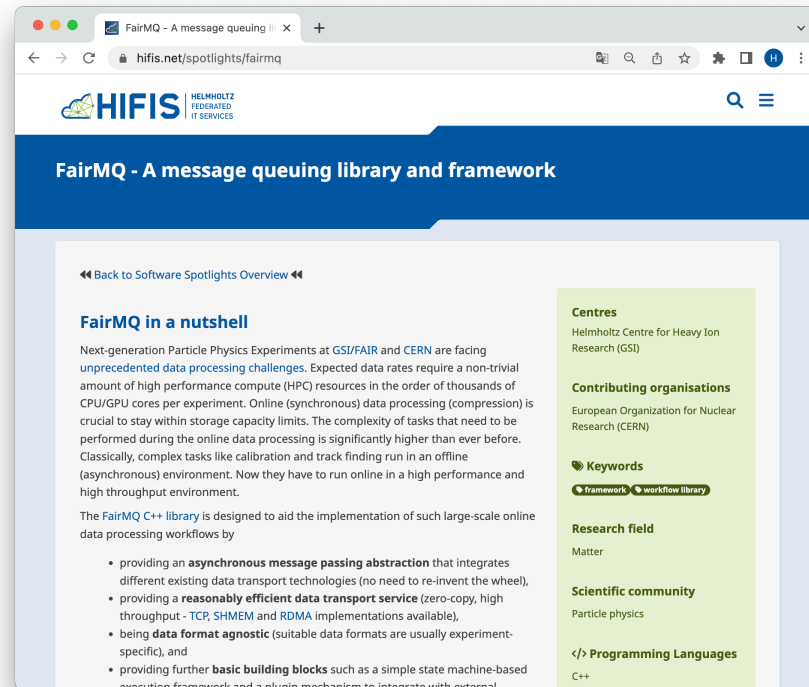 FairMQ - A message queuing li
hifis.net/spotlights/fairmq
H
HIFIS
HELMHOLTZ
FEDERATED
IT SERVICES
FairMQ - A message queuing library and framework
Back to Software Spotlights Overview
FairMQ in a nutshell
Next-generation Particle Physics Experiments at GSI/FAIR and CERN are facing
unprecedented data processing challenges. Expected data rates require a non-trivial
amount of high performance compute (HPC) resources in the order of thousands of
CPU/GPU cores per experiment. Online (synchronous) data processing (compression) is
crucial to stay within storage capacity limits. The complexity of tasks that need to be
performed during the online data processing is significantly higher than ever before.
Classically, complex tasks like calibration and track finding run in an offline
(asynchronous) environment. Now they have to run online in a high performance and
high throughput environment.
The FairMQ C++ library is designed to aid the implementation of such large-scale online
data processing workflows by
• providing an asynchronous message passing abstraction that integrates
different existing data transport technologies (no need to re-invent the wheel),
• providing a reasonably efficient data transport service (zero-copy, high
throughput - TCP, SHMEM and RDMA implementations available),
• being data format agnostic (suitable data formats are usually experiment-
specific), and
• providing further basic building blocks such as a simple state machine-based
execution framework and a plugin mechanism to integrate with external
Centres
Helmholtz Centre for Heavy Ion
Research (GSI)
Contributing organisations
European Organization for Nuclear
Research (CERN)
Keywords
framework workflow library
Research field
Matter
Scientific community
Particle physics
</> Programming Languages
C++